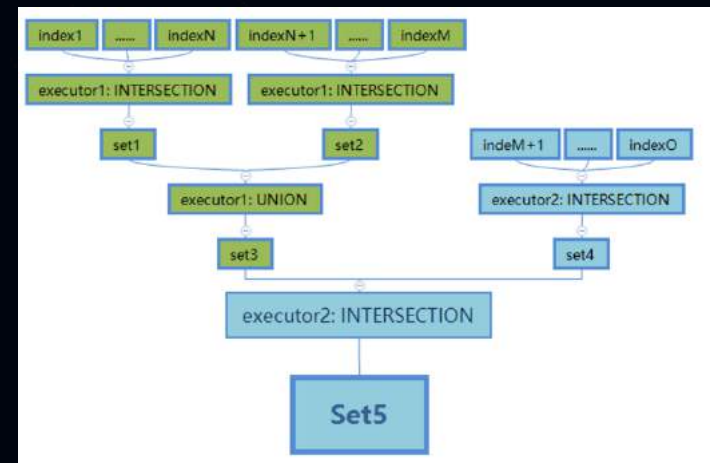 index1 ...... indexN indexN+1 ...... indexM
executor1: INTERSECTION executor1: INTERSECTION
set1 set2 indeM+1 ...... indexO
executor1: UNION executor2: INTERSECTION
set3 set4
executor2: INTERSECTION
Set5